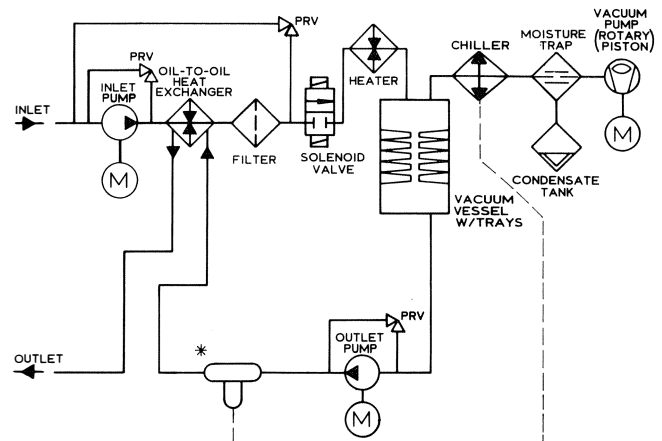 VACUUM
PUMP
(ROTARY)
PISTON
MOISTURE
TRAP
CHILLER
PRV
PRV
OIL-TO-OIL
HEAT
EXCHANGER
HEATER
INLET
PUMP
INLET
FILTER
SOLENOID
VALVE
M
M
CONDENSATE
TANK
VACUUM
VESSEL
W/TRAYS
PRV
OUTLET
PUMP
*
OUTLET
M